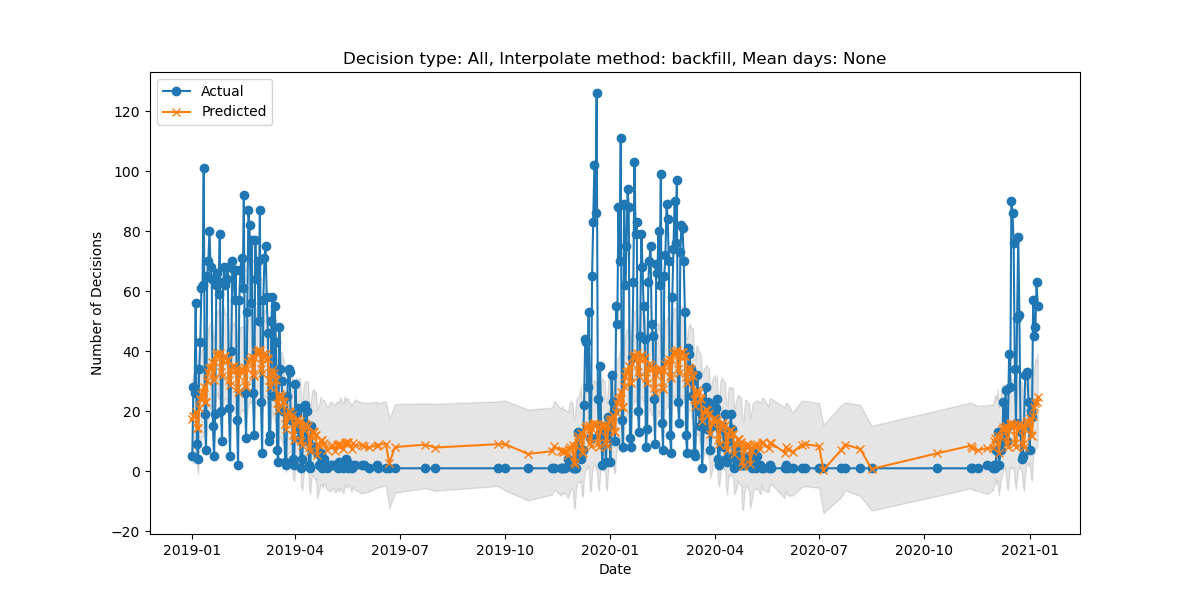 Decision type: All, Interpolate method: backfill, Mean days: None
Actual
Predicted
Number of Decisions
120
100
80
60
40
20
0
−20
2019-01 2019-04 2019-07 2019-10 2020-01 2020-04 2020-07 2020-10 2021-01
Date